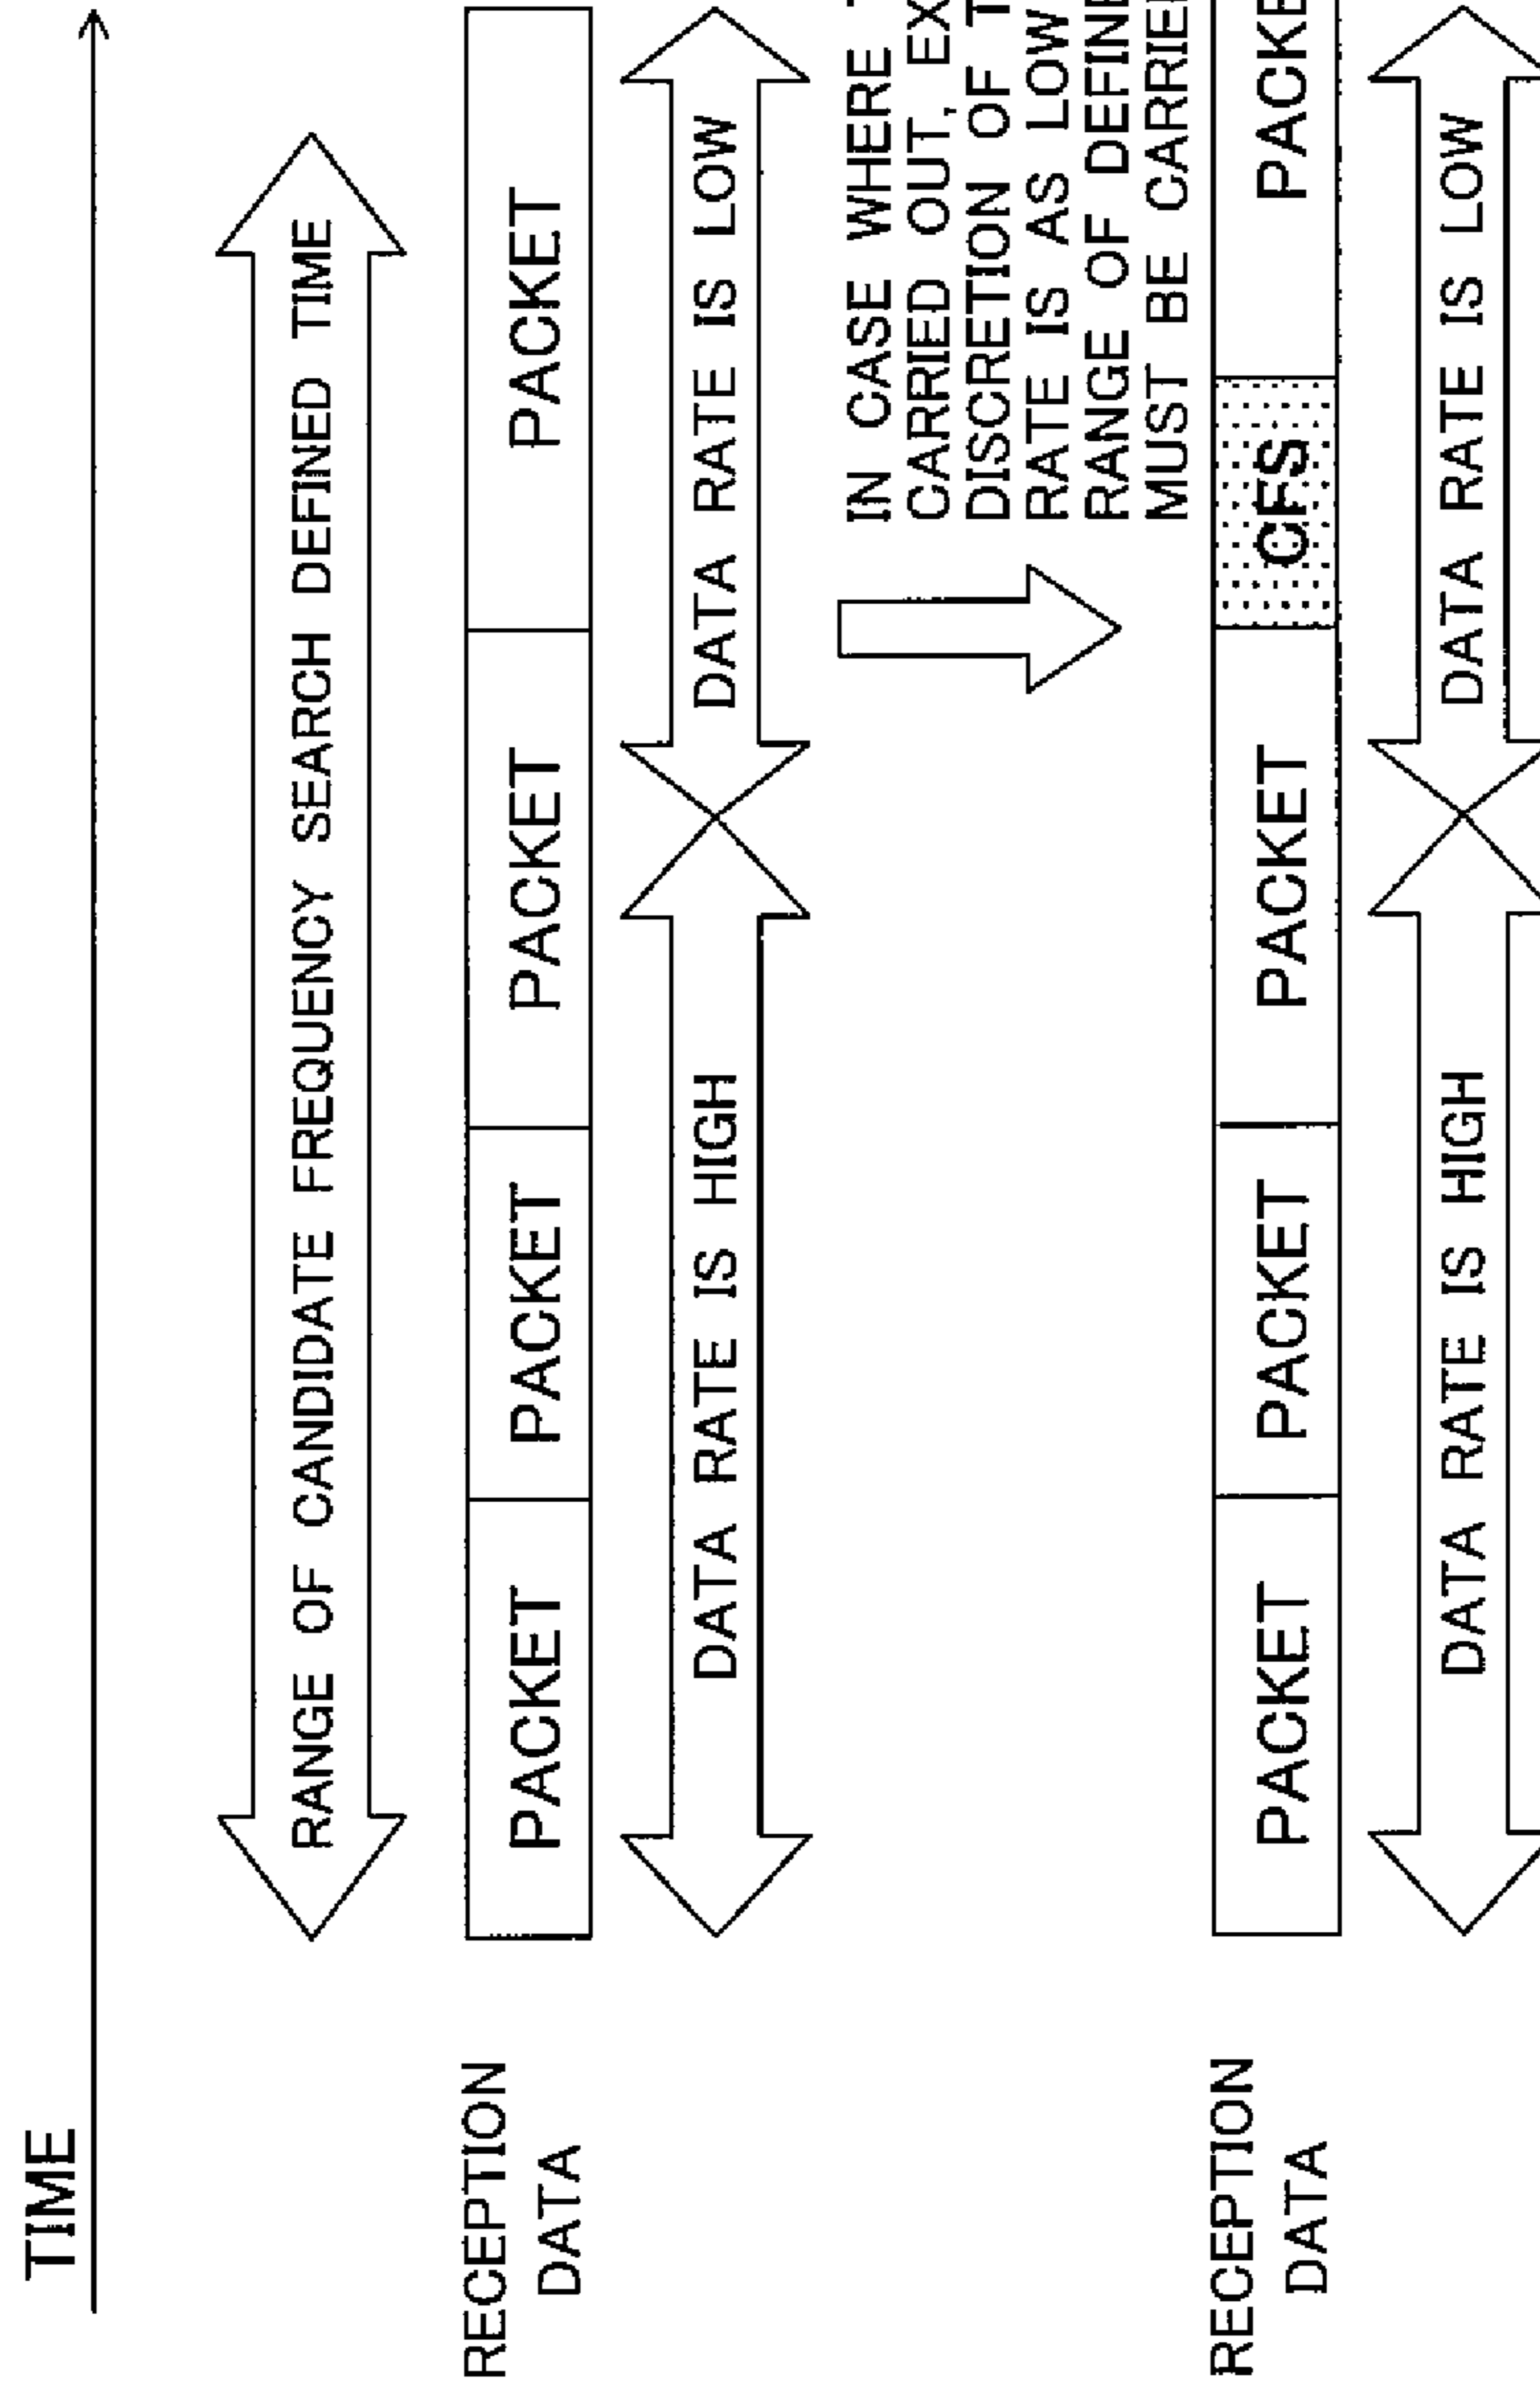 TIME
RANGE OF CANDIDATE FREQUENCY SEARCH DEFINED TIME
RECEPTION
DATA
PACKET PACKET PACKET PACKET
DATA RATE IS HIGH DATA RATE IS LOW
IN CASE WHERE
CARRIED OUT,
DISCRETION OF
RATE IS AS LOW
RANGE OF
MUST BE
RECEPTION
DATA
PACKET PACKET PACKET CFS
DATA RATE IS HIGH DATA RATE IS LOW